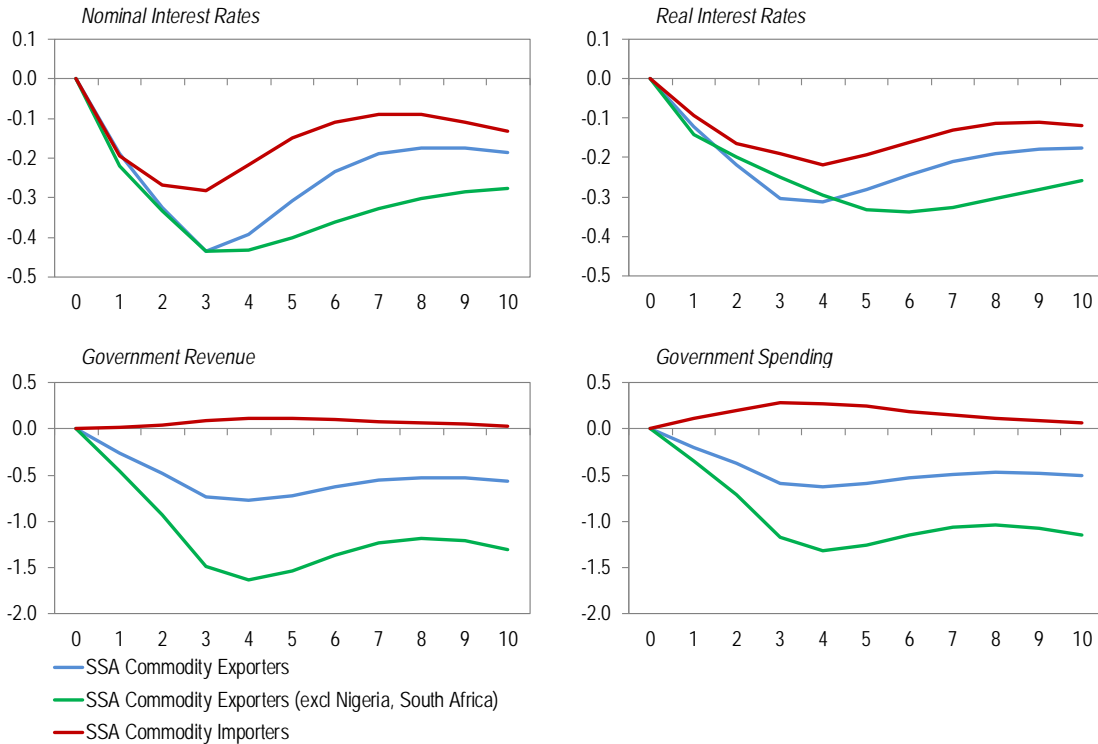 Nominal Interest Rates
0.1
0.0
-0.1
-0.2
-0.3
-0.4
-0.5
0 1 2 3 4 5 6 7 8 9 10
Real Interest Rates
0.1
0.0
-0.1
-0.2
-0.3
-0.4
-0.5
0 1 2 3 4 5 6 7 8 9 10
Government Revenue
0.5
0.0
-0.5
-1.0
-1.5
-2.0
0 1 2 3 4 5 6 7 8 9 10
Government Spending
0.5
0.0
-0.5
-1.0
-1.5
-2.0
0 1 2 3 4 5 6 7 8 9 10
SSA Commodity Exporters
SSA Commodity Exporters (excl Nigeria, South Africa)
SSA Commodity Importers